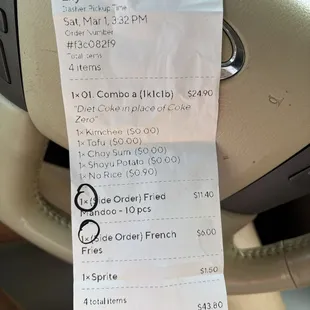 Dasher Pickup Time
Sat, Mar 1, 3:32 PM
Order Number
#f3c082f9
Total Items
4 items
1× 01. Combo a (1k1c1b) $24.90
"Diet Coke in place of Coke
Zero"
1× Kimchee ($0.00)
1× Tofu ($0.00)
1× Choy Sum ($0.00)
1× Shoyu Potato ($0.00)
1× No Rice ($0.90)
1× (Side Order) Fried $11.40
Mandoo - 10 pcs
1× (Side Order) French $6.00
Fries
1× Sprite $1.50
4 total items
$43.80